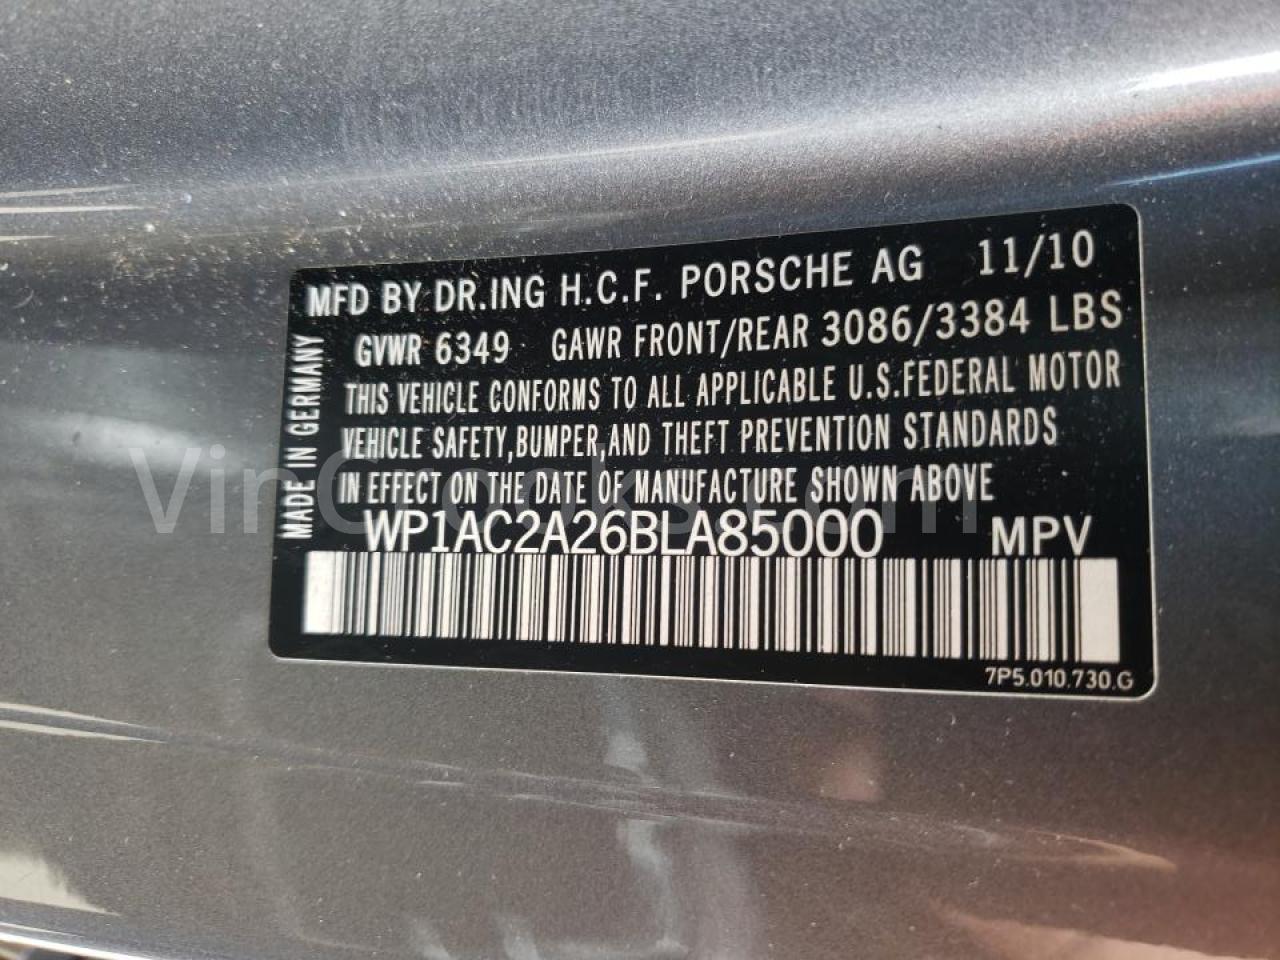 MFD BY DR.ING H.C.F. PORSCHE AG 11/10
GVWR 6349 GAWR FRONT/REAR 3086/3384 LBS
THIS VEHICLE CONFORMS TO ALL APPLICABLE U.S.FEDERAL MOTOR
VEHICLE SAFETY,BUMPER,AND THEFT PREVENTION STANDARDS
IN EFFECT ON THE DATE OF MANUFACTURE SHOWN ABOVE
WP1AC2A26BLA85000 MPV
7P5.010.730.G
MADE IN GERMANY
VinCrooks.com